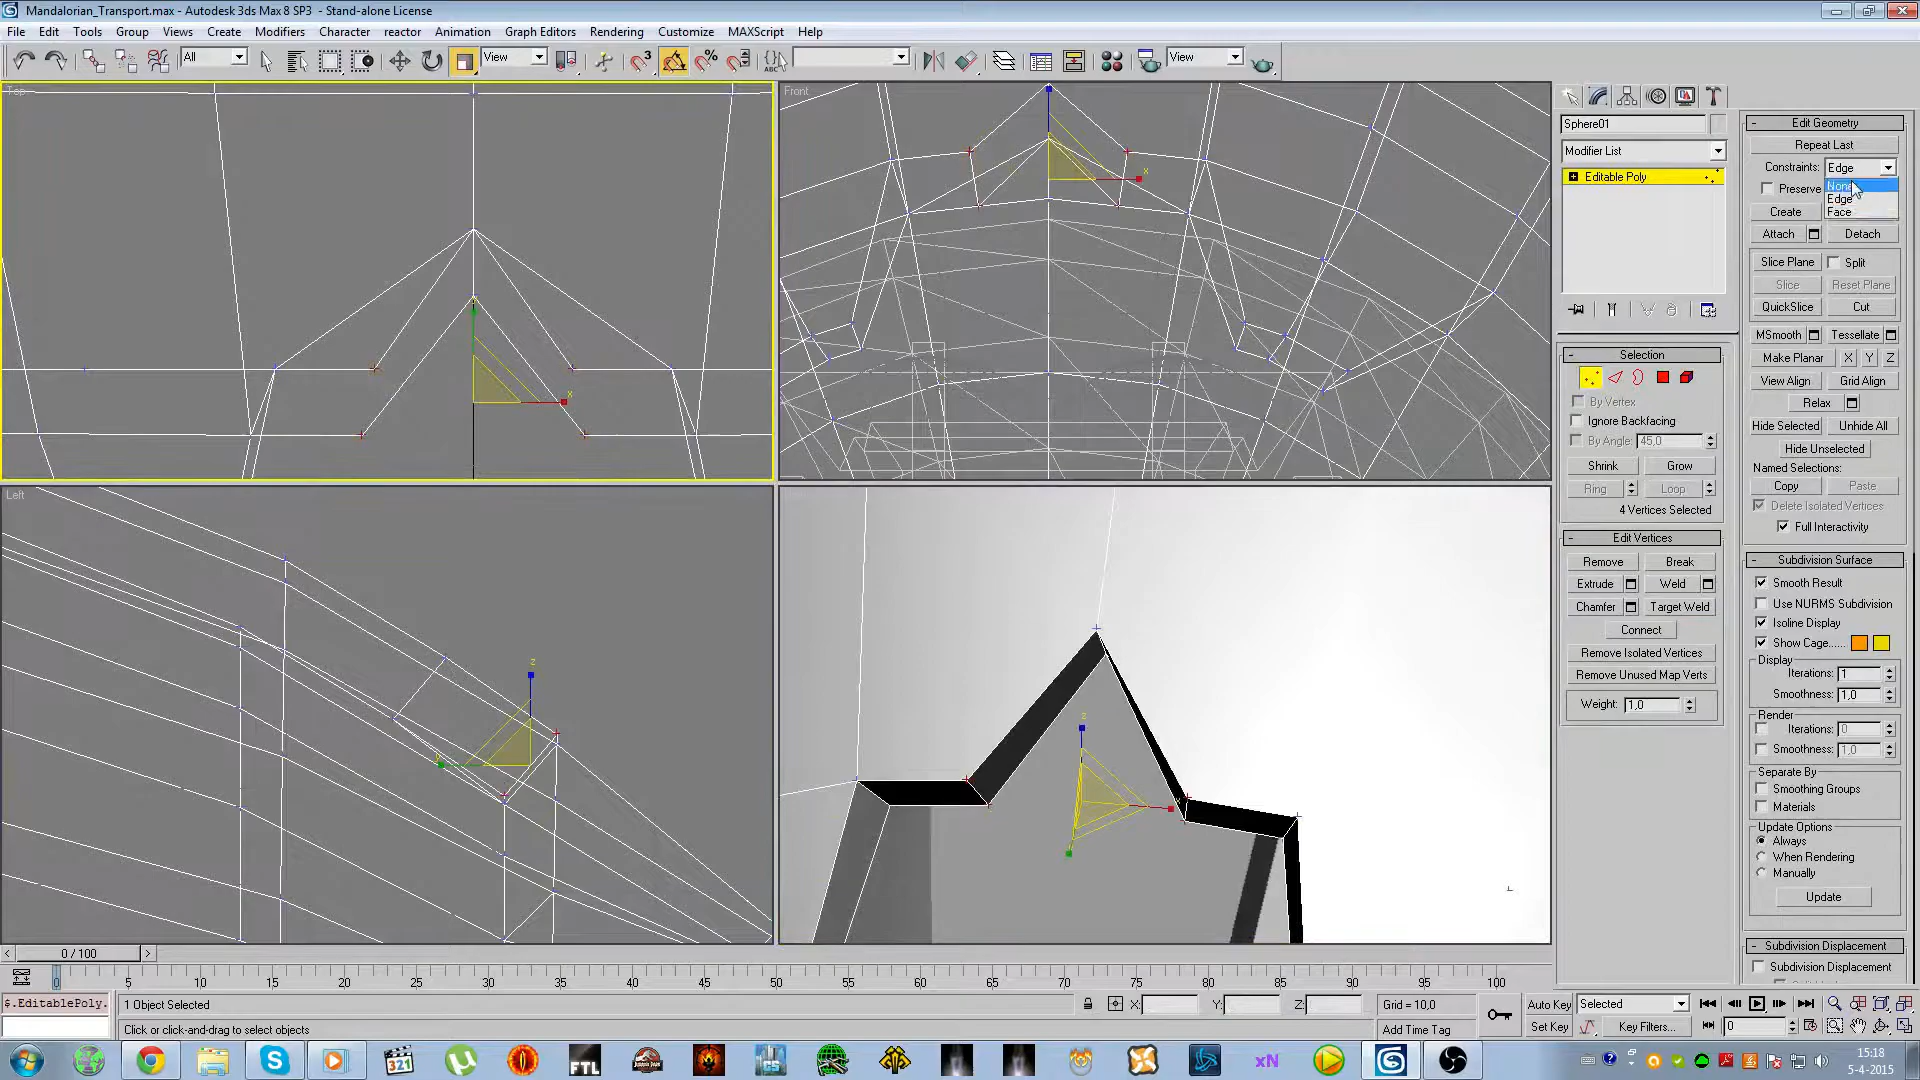 Mandalorian_Transport.max - Autodesk 3ds Max 8 SP3 - Stand-alone License
File Edit Tools Group Views Create Modifiers Character reactor Animation Graph Editors Rendering Customize MAXScript Help
All View View
Top Front
Sphere01
Modifier List
Editable Poly
Edit Geometry
Repeat Last
Constraints: Edge
None
Preserve
Edge
Create Face
Attach Detach
Slice Plane Split
Slice Reset Plane
QuickSlice Cut
MSmooth Tessellate
Make Planar X Y Z
View Align Grid Align
Relax
Hide Selected Unhide All
Hide Unselected
Named Selections:
Copy Paste
Delete Isolated Vertices
Full Interactivity
Selection
By Vertex
Ignore Backfacing
By Angle: 45,0
Shrink Grow
Ring Loop
4 Vertices Selected
Edit Vertices
Remove Break
Extrude Weld
Chamfer Target Weld
Connect
Remove Isolated Vertices
Remove Unused Map Verts
Weight: 1,0
Subdivision Surface
Smooth Result
Use NURMS Subdivision
Isoline Display
Show Cage......
Display
Iterations: 1
Smoothness: 1,0
Render
Iterations: 0
Smoothness: 1,0
Separate By
Smoothing Groups
Materials
Update Options
Always
When Rendering
Manually
Update
Subdivision Displacement
Subdivision Displacement
Left
x
x
z
z
0 / 100
0 5 10 15 20 25 30 35 40 45 50 55 60 65 70 75 80 85 90 95 100
$.EditablePoly.
1 Object Selected
X: Y: Z: Grid = 10,0
Auto Key Selected
Click or click-and-drag to select objects
Add Time Tag
Set Key Key Filters... 0
321 FTL xN
15:18
5-4-2015